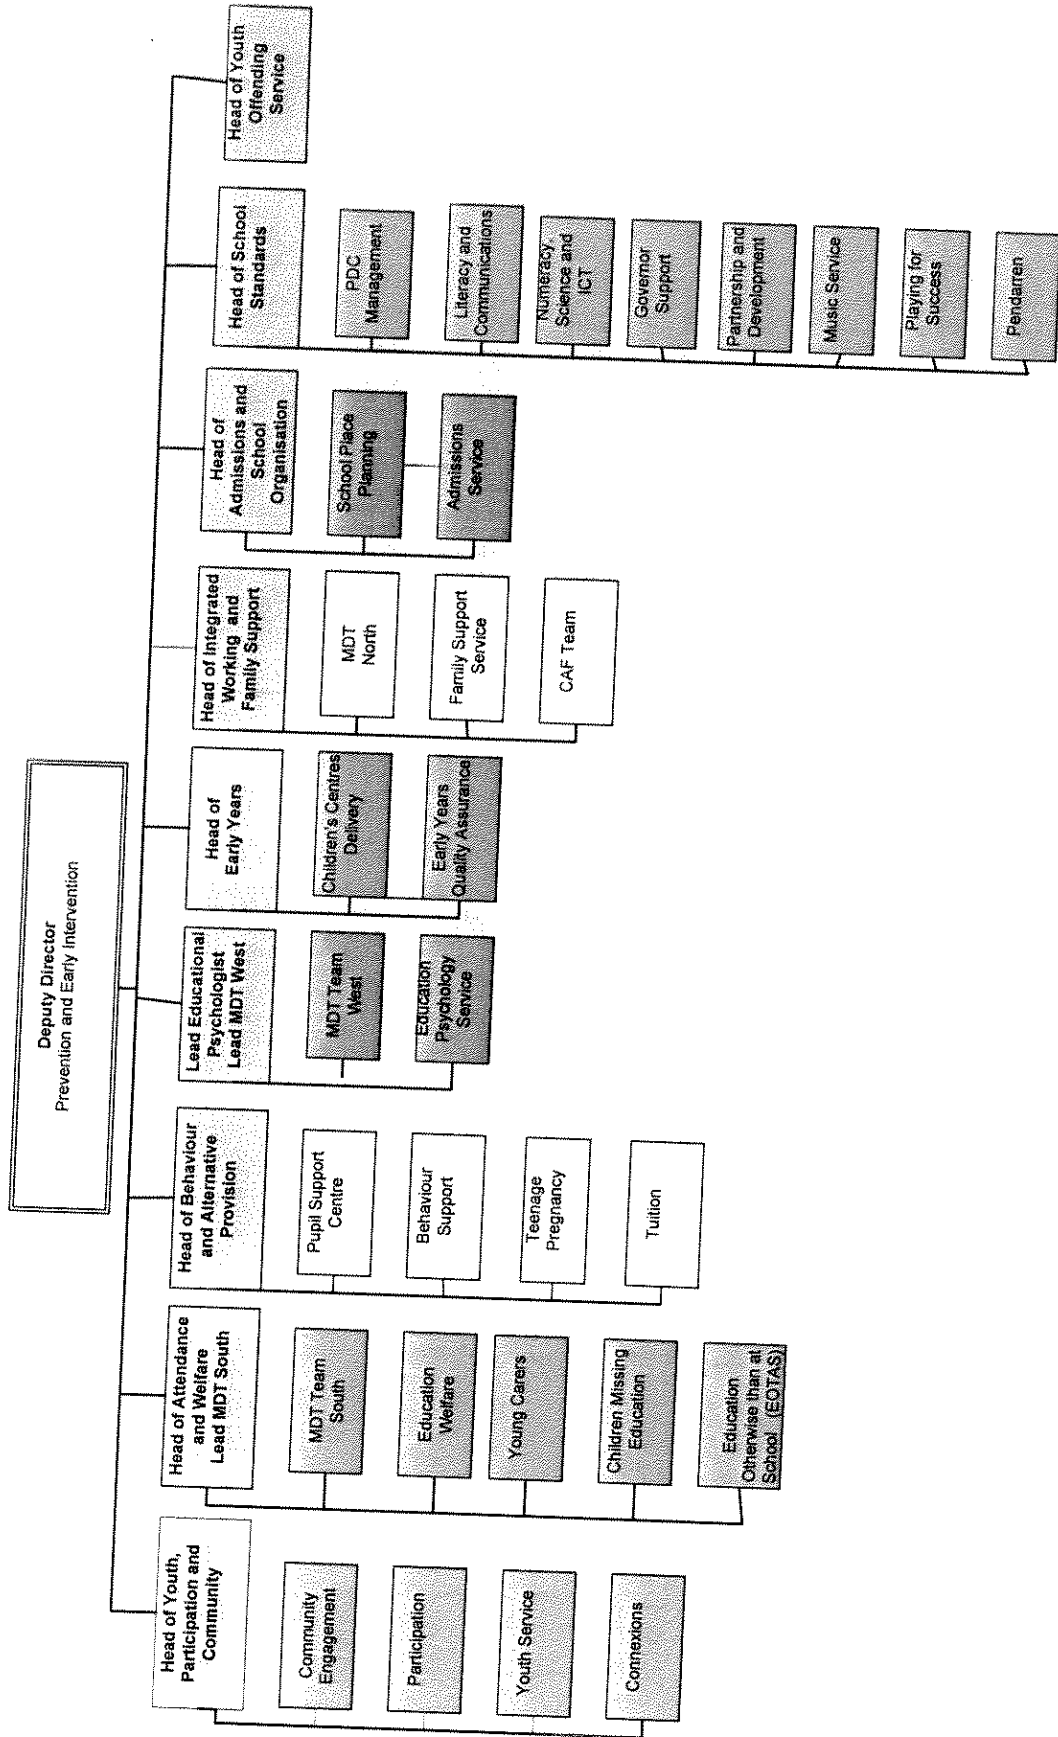 Deputy Director
Prevention and Early Intervention
Head of Youth,
Participation and
Community
Community
Engagement
Participation
Youth Service
Connexions
Head of Attendance
and Welfare
Lead MDT South
MDT Team
South
Education
Welfare
Young Carers
Children Missing
Education
Education
Otherwise than at
School (EOTAS)
Head of Behaviour
and Alternative
Provision
Pupil Support
Centre
Behaviour
Support
Teenage
Pregnancy
Tuition
Lead Educational
Psychologist
Lead MDT West
MDT Team
West
Education
Psychology
Service
Head of
Early Years
Children's Centres
Delivery
Early Years
Quality Assurance
Head of Integrated
Working and
Family Support
MDT
North
Family Support
Service
CAF Team
Head of
Admissions and
School
Organisation
School Place
Planning
Admissions
Service
Head of School
Standards
PDC
Management
Literacy and
Communications
Numeracy,
Science and
ICT
Governor
Support
Partnership and
Development
Music Service
Playing for
Success
Pendarren
Head of Youth
Offending
Service